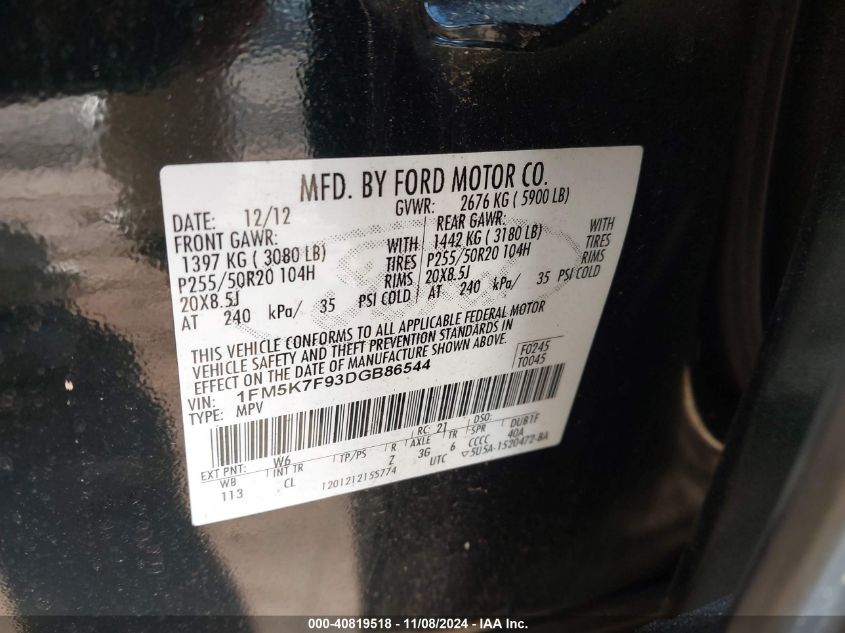 MFD. BY FORD MOTOR CO.
DATE: 12/12 GVWR: 2676 KG ( 5900 LB)
FRONT GAWR: REAR GAWR:
1397 KG ( 3080 LB) WITH 1442 KG ( 3180 LB) WITH
P255/50R20 104H TIRES P255/50R20 104H TIRES
20X8.5J RIMS 20X8.5J RIMS
AT 240 kPa/ 35 PSI COLD AT 240 kPa/ 35 PSI COLD
THIS VEHICLE CONFORMS TO ALL APPLICABLE FEDERAL MOTOR
VEHICLE SAFETY AND THEFT PREVENTION STANDARDS IN
EFFECT ON THE DATE OF MANUFACTURE SHOWN ABOVE.
F0245
T0045
VIN: 1FM5K7F93DGB86544
TYPE: MPV
EXT PNT: W6 RC: 21 DSO:
WB INT TR TP/PS R AXLE TR SPR DUBTF
113 CL Z 3G 6 CCCC 40A
1201212155774 UTC ▽5U5A-1520472-BA
000-40819518 - 11/08/2024 - IAA Inc.